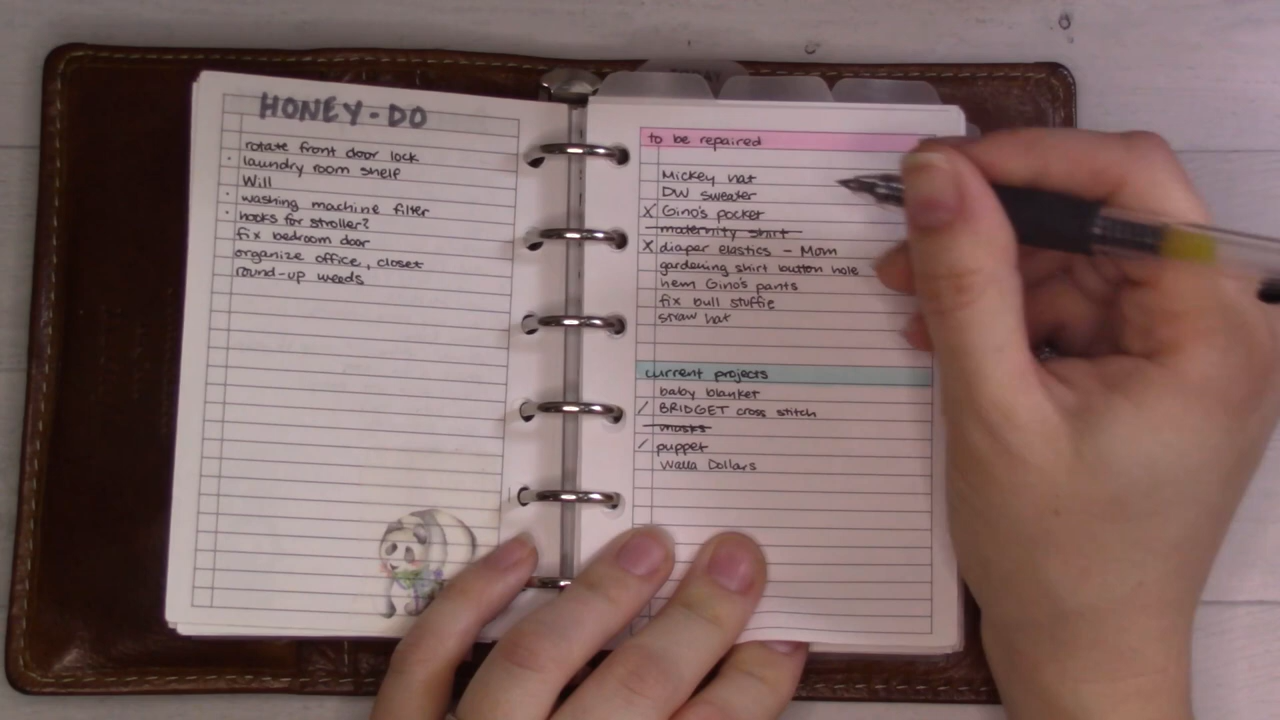 HONEY-DO
rotate front door lock
· laundry room shelf
Will
· washing machine filter
· hooks for stroller?
fix bedroom door
organize office, closet
round-up weeds
to be repaired
Mickey hat
DW sweater
X Gino's pocket
maternity shirt
X diaper elastics - Mom
gardening shirt button hole
hem Gino's pants
fix bull stuffie
straw hat
current projects
baby blanket
/ BRIDGET cross stitch
masks
/ puppet
Walla Dollars